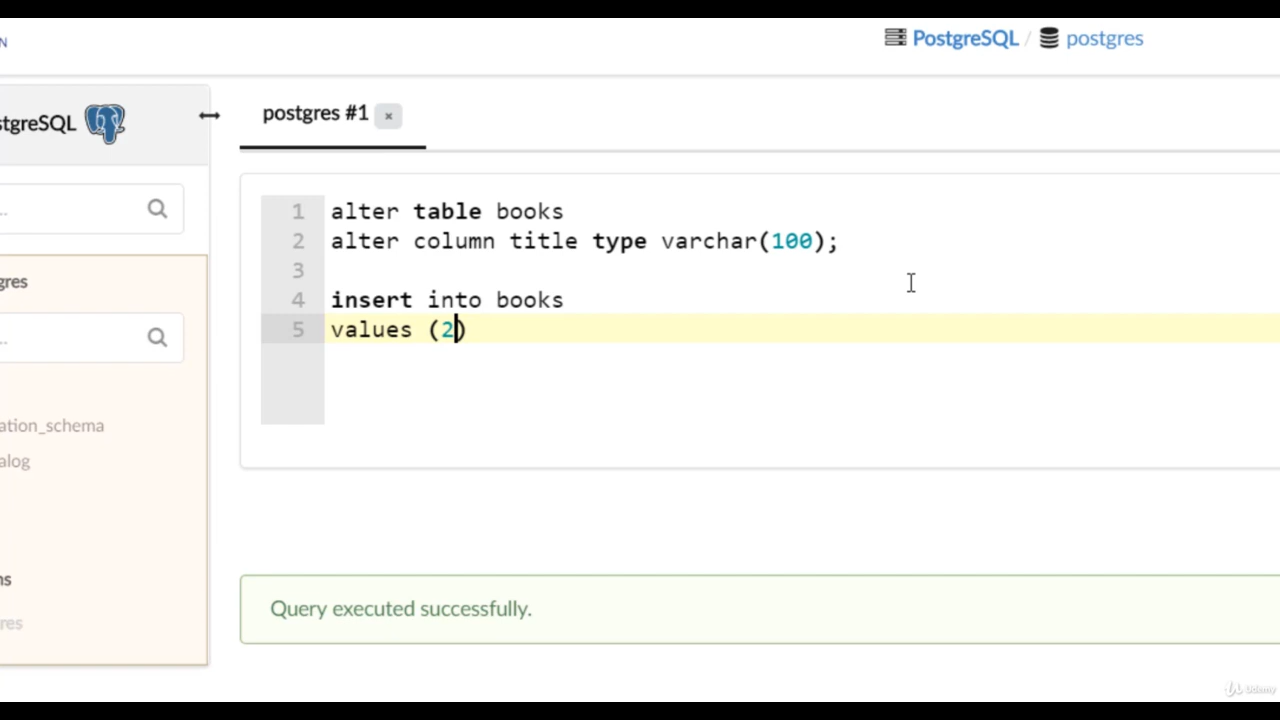 N
PostgreSQL / postgres
stgreSQL
postgres #1 ×
..
gres
..
ation_schema
alog
ns
res
1 alter table books
2 alter column title type varchar(100);
3
4 insert into books
5 values (2)
Query executed successfully.
Udemy